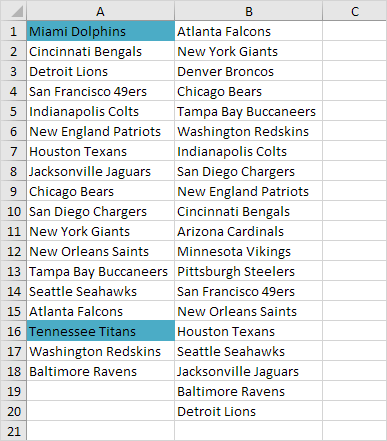 A B C
1 Miami Dolphins Atlanta Falcons
2 Cincinnati Bengals New York Giants
3 Detroit Lions Denver Broncos
4 San Francisco 49ers Chicago Bears
5 Indianapolis Colts Tampa Bay Buccaneers
6 New England Patriots Washington Redskins
7 Houston Texans Indianapolis Colts
8 Jacksonville Jaguars San Diego Chargers
9 Chicago Bears New England Patriots
10 San Diego Chargers Cincinnati Bengals
11 New York Giants Arizona Cardinals
12 New Orleans Saints Minnesota Vikings
13 Tampa Bay Buccaneers Pittsburgh Steelers
14 Seattle Seahawks San Francisco 49ers
15 Atlanta Falcons New Orleans Saints
16 Tennessee Titans Houston Texans
17 Washington Redskins Seattle Seahawks
18 Baltimore Ravens Jacksonville Jaguars
19 Baltimore Ravens
20 Detroit Lions
21